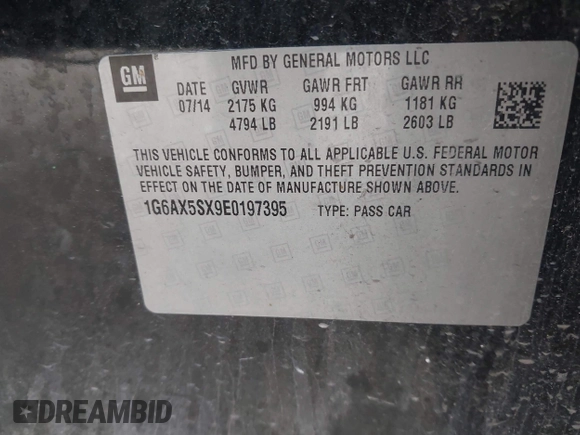 GM
MFD BY GENERAL MOTORS LLC
DATE GVWR GAWR FRT GAWR RR
07/14 2175 KG 994 KG 1181 KG
4794 LB 2191 LB 2603 LB
THIS VEHICLE CONFORMS TO ALL APPLICABLE U.S. FEDERAL MOTOR
VEHICLE SAFETY, BUMPER, AND THEFT PREVENTION STANDARDS IN
EFFECT ON THE DATE OF MANUFACTURE SHOWN ABOVE.
1G6AX5SX9E0197395 TYPE: PASS CAR
DREAMBID